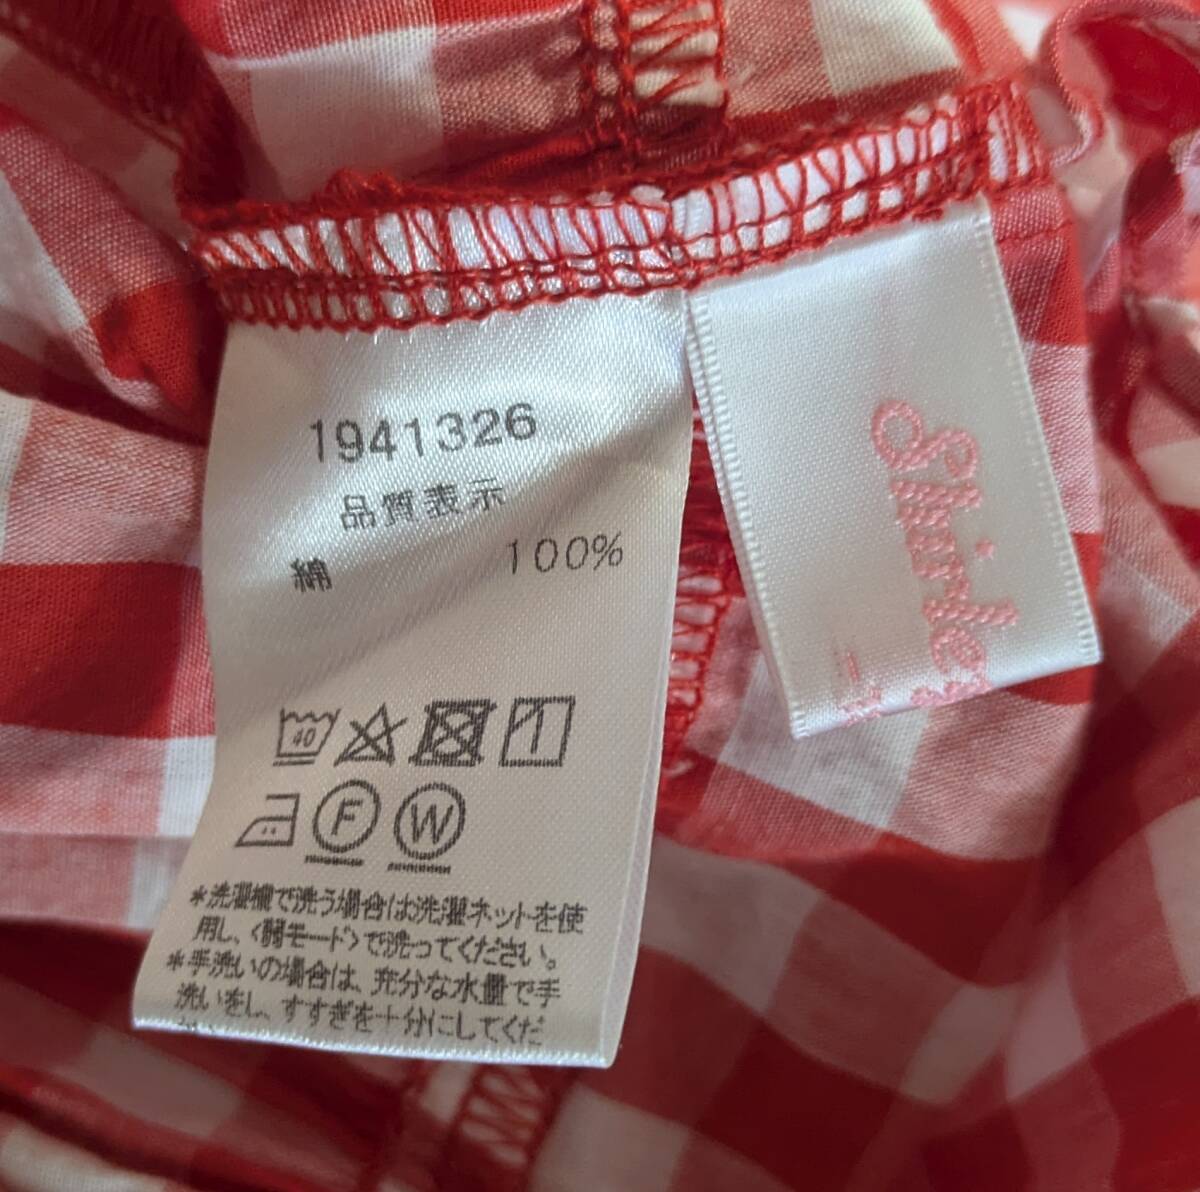 1941326
品質表示
綿 100%
40
F W
*洗濯機で洗う場合は洗濯ネットを使
用し、〈弱モード〉で洗ってください。
*手洗いの場合は、充分な水量で手
洗いをし、すすぎを十分にしてくだ
Shirley